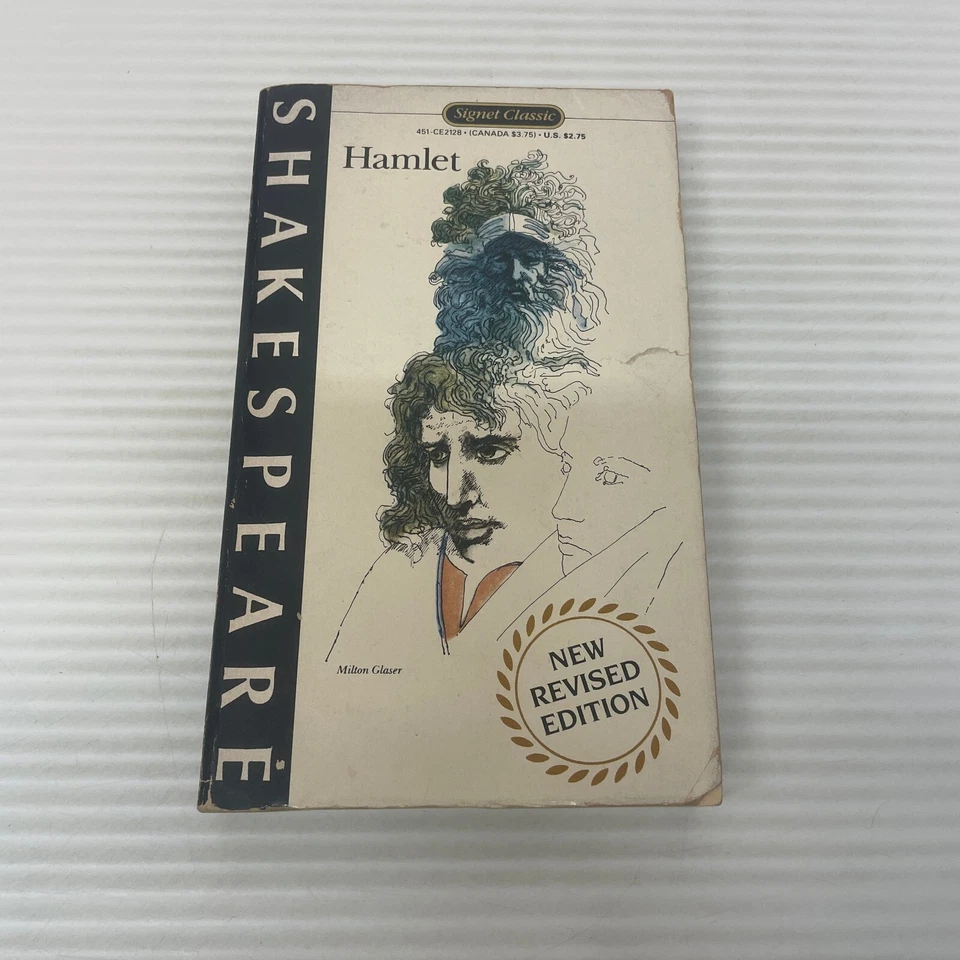 SHAKESPEARE
Signet Classic
451-CE2128 • (CANADA $3.75) • U.S. $2.75
Hamlet
Milton Glaser
NEW
REVISED
EDITION